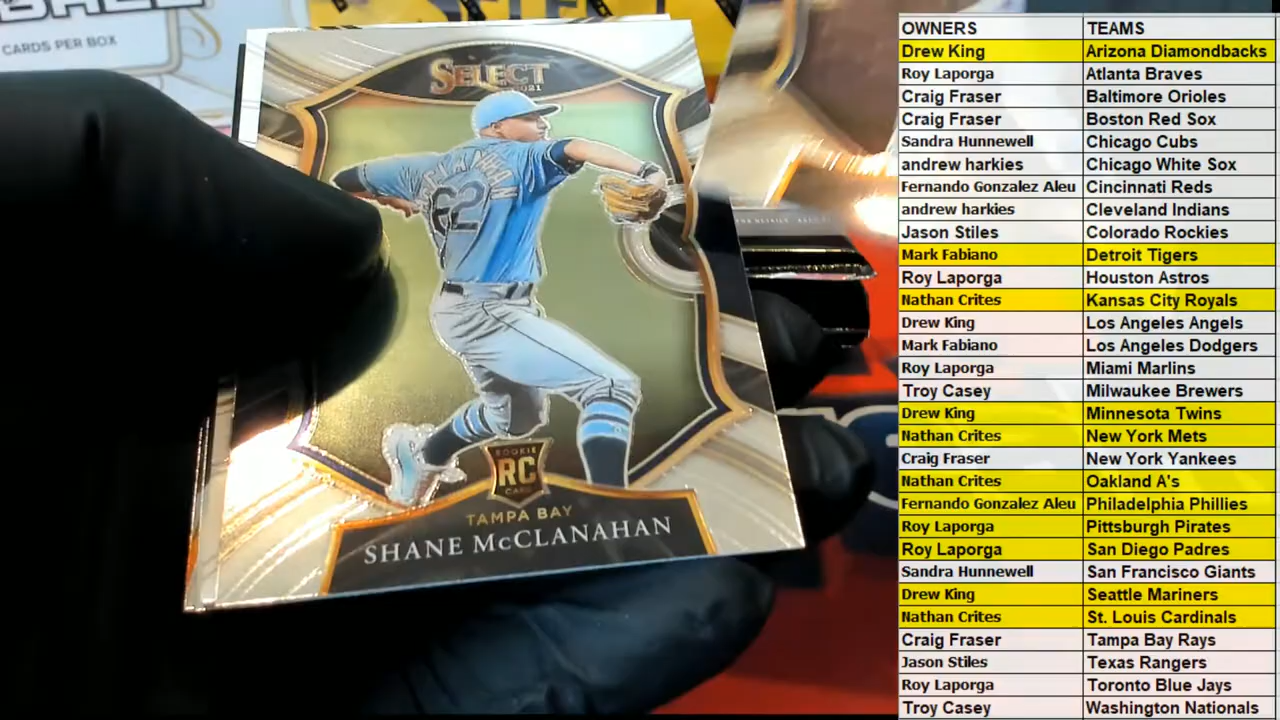 CARDS PER BOX
SELECT
2021
McCLANAHAN
ROOKIE
RC
CARD
TAMPA BAY
SHANE McCLANAHAN
OWNERS TEAMS
Drew King Arizona Diamondbacks
Roy Laporga Atlanta Braves
Craig Fraser Baltimore Orioles
Craig Fraser Boston Red Sox
Sandra Hunnewell Chicago Cubs
andrew harkies Chicago White Sox
Fernando Gonzalez Aleu Cincinnati Reds
andrew harkies Cleveland Indians
Jason Stiles Colorado Rockies
Mark Fabiano Detroit Tigers
Roy Laporga Houston Astros
Nathan Crites Kansas City Royals
Drew King Los Angeles Angels
Mark Fabiano Los Angeles Dodgers
Roy Laporga Miami Marlins
Troy Casey Milwaukee Brewers
Drew King Minnesota Twins
Nathan Crites New York Mets
Craig Fraser New York Yankees
Nathan Crites Oakland A's
Fernando Gonzalez Aleu Philadelphia Phillies
Roy Laporga Pittsburgh Pirates
Roy Laporga San Diego Padres
Sandra Hunnewell San Francisco Giants
Drew King Seattle Mariners
Nathan Crites St. Louis Cardinals
Craig Fraser Tampa Bay Rays
Jason Stiles Texas Rangers
Roy Laporga Toronto Blue Jays
Troy Casey Washington Nationals